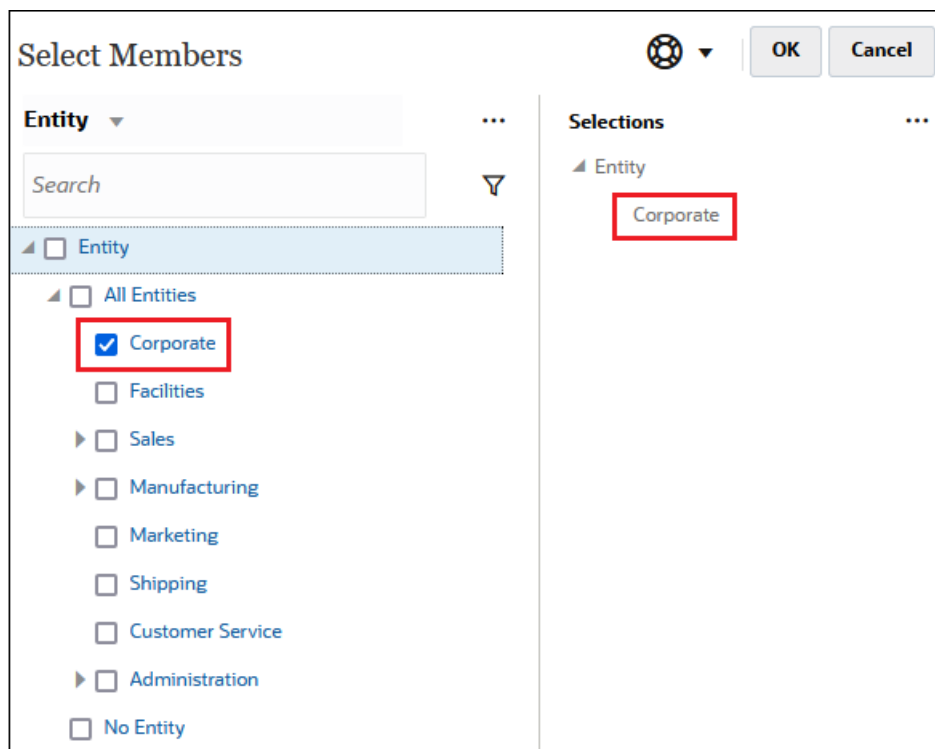 Select Members
OK
Cancel
Entity
Search
Entity
All Entities
Corporate
Facilities
Sales
Manufacturing
Marketing
Shipping
Customer Service
Administration
No Entity
Selections
Entity
Corporate